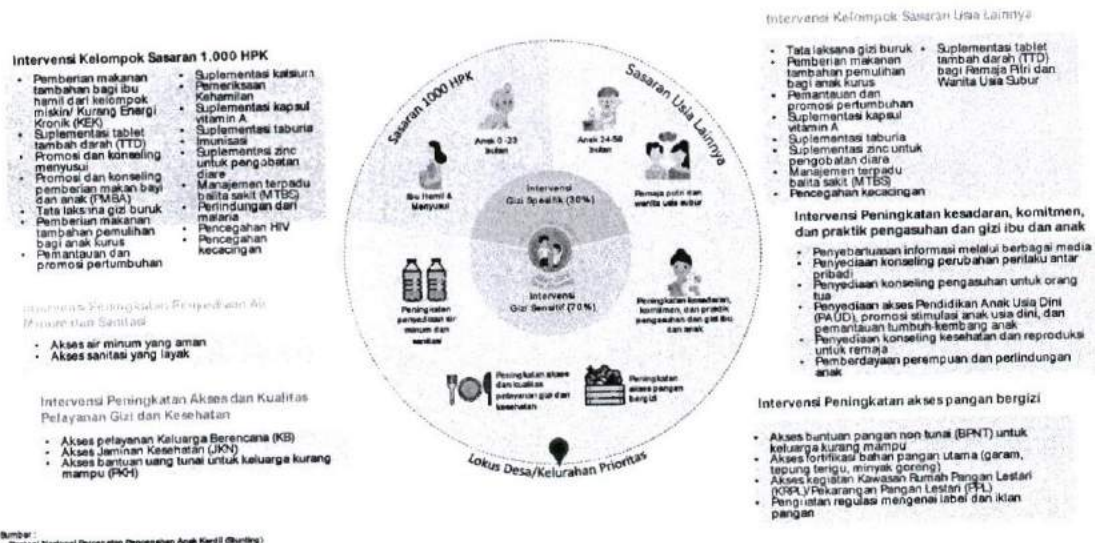 Intervensi Kelompok Sasaran 1.000 HPK
• Pemberian makanan
tambahan bagi ibu
hamil dari kelompok
miskin/ Kurang Energi
Kronik (KEK)
• Suplementasi tablet
tambah darah (TTD)
• Promosi dan konseling
menyusui
• Promosi dan konseling
pemberian makan bayi
dan anak (PMBA)
• Tata laksana gizi buruk
• Pemberian makanan
tambahan pemulihan
bagi anak kurus
• Pemantauan dan
promosi pertumbuhan
• Suplementasi kalsium
• Pemeriksaan
Kehamilan
• Suplementasi kapsul
vitamin A
• Suplementasi taburia
• Imunisasi
• Suplementasi zinc
untuk pengobatan
diare
• Manajemen terpadu
balita sakit (MTBS)
• Perlindungan dari
malaria
• Pencegahan HIV
• Pencegahan
kecacingan
Intervensi Peningkatan Penyediaan Air
Minum dan Sanitasi
• Akses air minum yang aman
• Akses sanitasi yang layak
Intervensi Peningkatan Akses dan Kualitas
Pelayanan Gizi dan Kesehatan
• Akses pelayanan Keluarga Berencana (KB)
• Akses Jaminan Kesehatan (JKN)
• Akses bantuan uang tunai untuk keluarga kurang
mampu (PKH)
Sasaran 1000 HPK
Sasaran Usia Lainnya
Anak 0 -23
bulan
Anak 24-58
bulan
Ibu Hamil &
Menyusui
Remaja putri dan
wanita usia subur
Intervensi
Gizi Spesifik (30%)
Intervensi
Gizi Sensitif (70%)
Peningkatan
penyediaan air
minum dan
sanitasi
Peningkatan kesadaran,
komitmen, dan praktik
pengasuhan dan gizi ibu
dan anak
Peningkatan akses
dan kualitas
pelayanan gizi dan
kesehatan
Peningkatan
akses pangan
bergizi
Lokus Desa/Kelurahan Prioritas
Intervensi Kelompok Sasaran Usia Lainnya
• Tata laksana gizi buruk
• Pemberian makanan
tambahan pemulihan
bagi anak kurus
• Pemantauan dan
promosi pertumbuhan
• Suplementasi kapsul
vitamin A
• Suplementasi taburia
• Suplementasi zinc untuk
pengobatan diare
• Manajemen terpadu
balita sakit (MTBS)
• Pencegahan kecacingan
• Suplementasi tablet
tambah darah (TTD)
bagi Remaja Pitri dan
Wanita Usia Subur
Intervensi Peningkatan kesadaran, komitmen,
dan praktik pengasuhan dan gizi ibu dan anak
• Penyebarluasan informasi melalui berbagai media
• Penyediaan konseling perubahan perilaku antar
pribadi
• Penyediaan konseling pengasuhan untuk orang
tua
• Penyediaan akses Pendidikan Anak Usia Dini
(PAUD), promosi stimulasi anak usia dini, dan
pemantauan tumbuh-kembang anak
• Penyediaan konseling kesehatan dan reproduksi
untuk remaja
• Pemberdayaan perempuan dan perlindungan
anak
Intervensi Peningkatan akses pangan bergizi
• Akses bantuan pangan non tunai (BPNT) untuk
keluarga kurang mampu
• Akses fortifikasi bahan pangan utama (garam,
tepung terigu, minyak goreng)
• Akses kegiatan Kawasan Rumah Pangan Lestari
(KRPL)/Pekarangan Pangan Lestari (PPL)
• Penguatan regulasi mengenai label dan iklan
pangan
Sumber :
Strategi Nasional Percepatan Pencegahan Anak Kerdil (Stunting)